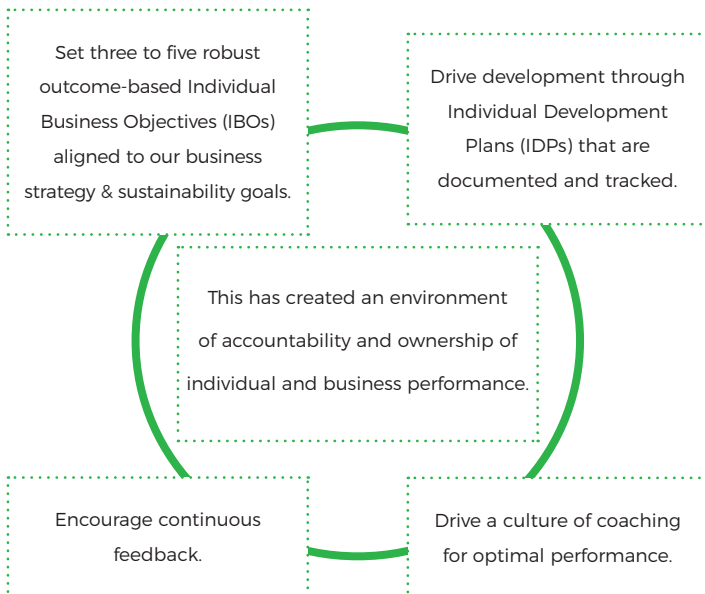 Set three to five robust
outcome-based Individual
Business Objectives (IBOs)
aligned to our business
strategy & sustainability goals.
Drive development through
Individual Development
Plans (IDPs) that are
documented and tracked.
This has created an environment
of accountability and ownership of
individual and business performance.
Encourage continuous
feedback.
Drive a culture of coaching
for optimal performance.